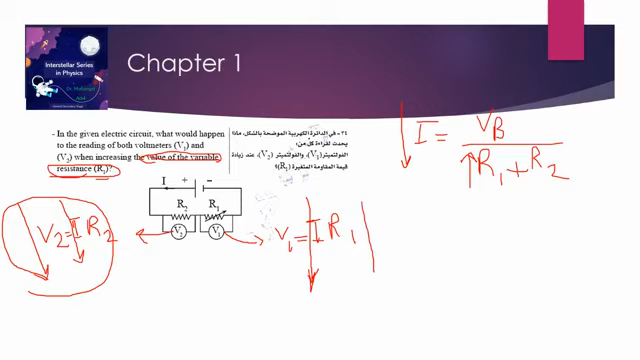 Interstellar Series
in Physics
Chapter 1
- In the given electric circuit, what would happen
to the reading of both voltmeters (V₁) and
(V₂) when increasing the value of the variable
resistance (R₁)?
٣٤- في الدائرة الكهربية الموضحة بالشكل، ماذا
يحدث لقراءة كل من:
الفولتميتر (V₁)، والفولتميتر (V₂)، عند زيادة
قيمة المقاومة المتغيرة (R₁)؟
I + −
R₂ R₁
V₂ V₁
↓ I = V_B
↑R₁ + R₂
V₂ = I R₂
V₁ = I R₁